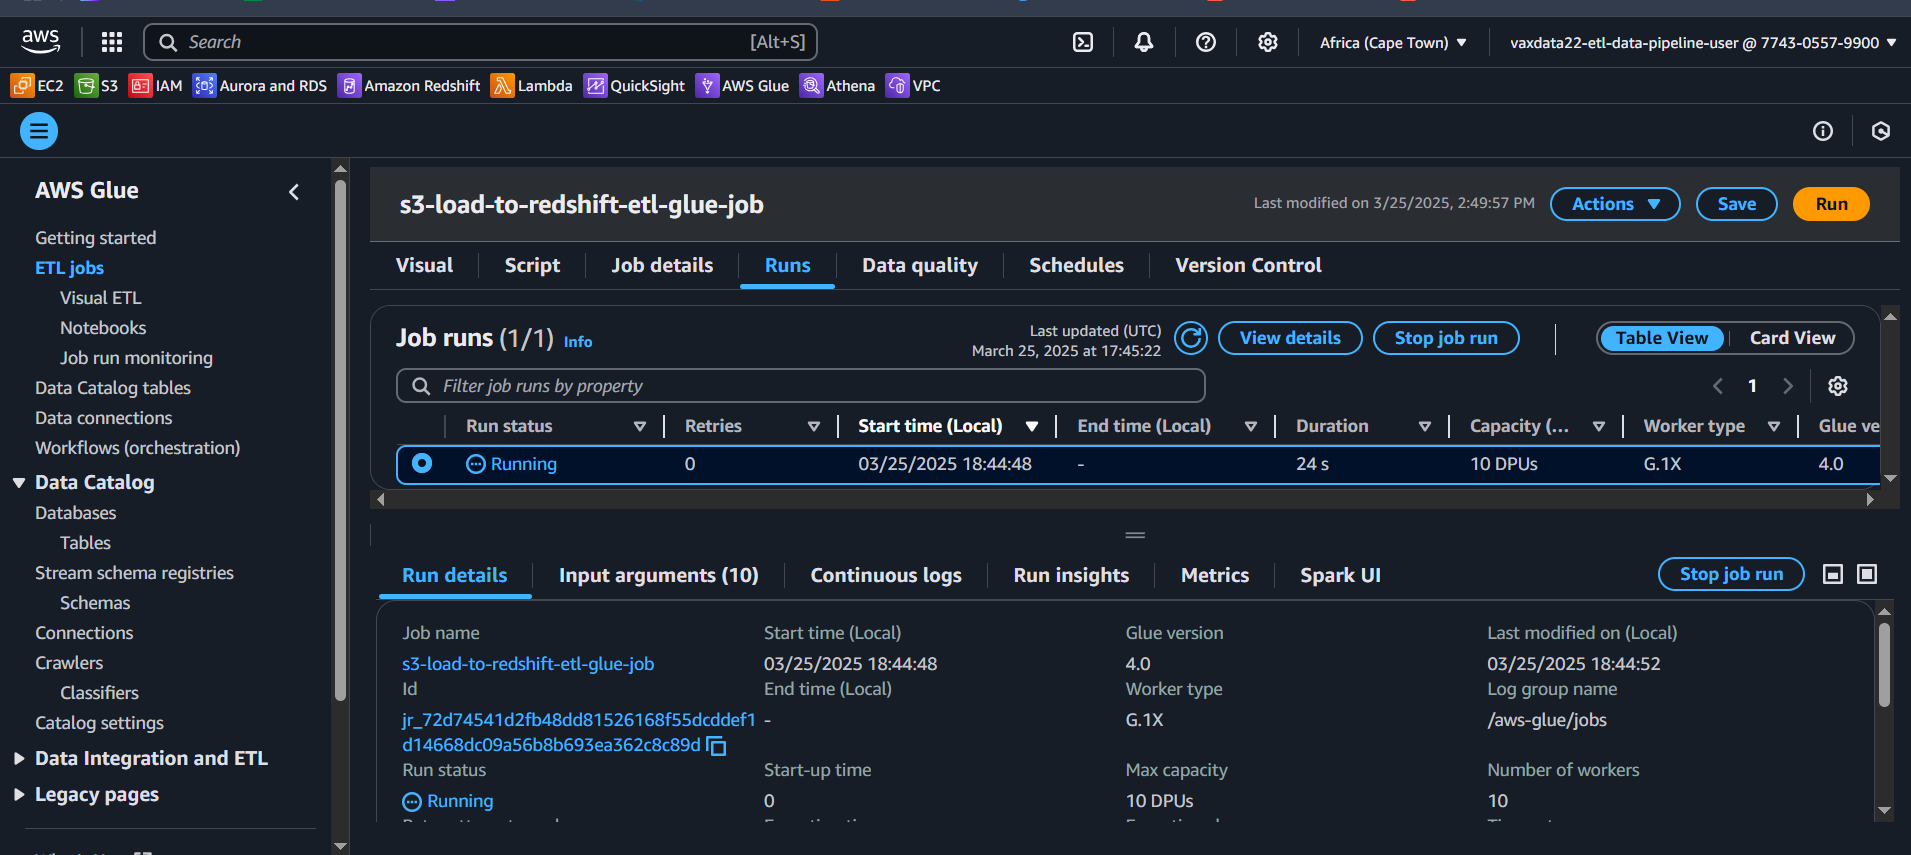 aws
Search [Alt+S]
Africa (Cape Town) ▼
vaxdata22-etl-data-pipeline-user @ 7743-0557-9900 ▼
EC2 S3 IAM Aurora and RDS Amazon Redshift Lambda QuickSight AWS Glue Athena VPC
AWS Glue
Getting started
ETL jobs
Visual ETL
Notebooks
Job run monitoring
Data Catalog tables
Data connections
Workflows (orchestration)
Data Catalog
Databases
Tables
Stream schema registries
Schemas
Connections
Crawlers
Classifiers
Catalog settings
Data Integration and ETL
Legacy pages
s3-load-to-redshift-etl-glue-job
Last modified on 3/25/2025, 2:49:57 PM
Actions ▼ Save Run
Visual Script Job details Runs Data quality Schedules Version Control
Job runs (1/1) Info
Last updated (UTC)
March 25, 2025 at 17:45:22
View details Stop job run
Table View Card View
Filter job runs by property
1
Run status Retries Start time (Local) End time (Local) Duration Capacity (... Worker type Glue ve
Running 0 03/25/2025 18:44:48 - 24 s 10 DPUs G.1X 4.0
Run details Input arguments (10) Continuous logs Run insights Metrics Spark UI
Stop job run
Job name Start time (Local) Glue version Last modified on (Local)
s3-load-to-redshift-etl-glue-job 03/25/2025 18:44:48 4.0 03/25/2025 18:44:52
Id End time (Local) Worker type Log group name
jr_72d74541d2fb48dd81526168f55dcddef1 - G.1X /aws-glue/jobs
d14668dc09a56b8b693ea362c8c89d
Run status Start-up time Max capacity Number of workers
Running 0 10 DPUs 10